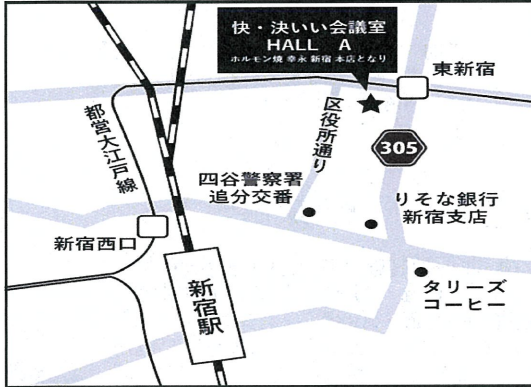 快・決いい会議室
HALL A
ホルモン焼 幸永 新宿 本店となり
東新宿
区役所通り
都営大江戸線
305
四谷警察署
追分交番
りそな銀行
新宿支店
新宿西口
新宿駅
タリーズ
コーヒー